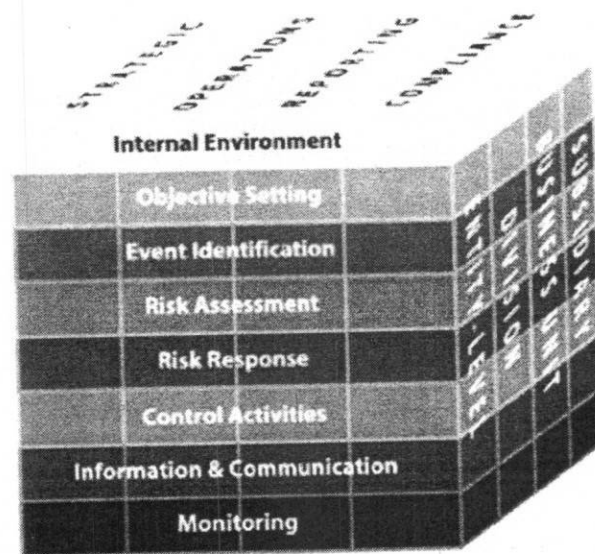 STRATEGIC
OPERATIONS
REPORTING
COMPLIANCE
Internal Environment
Objective Setting
Event Identification
Risk Assessment
Risk Response
Control Activities
Information & Communication
Monitoring
ENTITY-LEVEL
DIVISION
BUSINESS UNIT
SUBSIDIARY